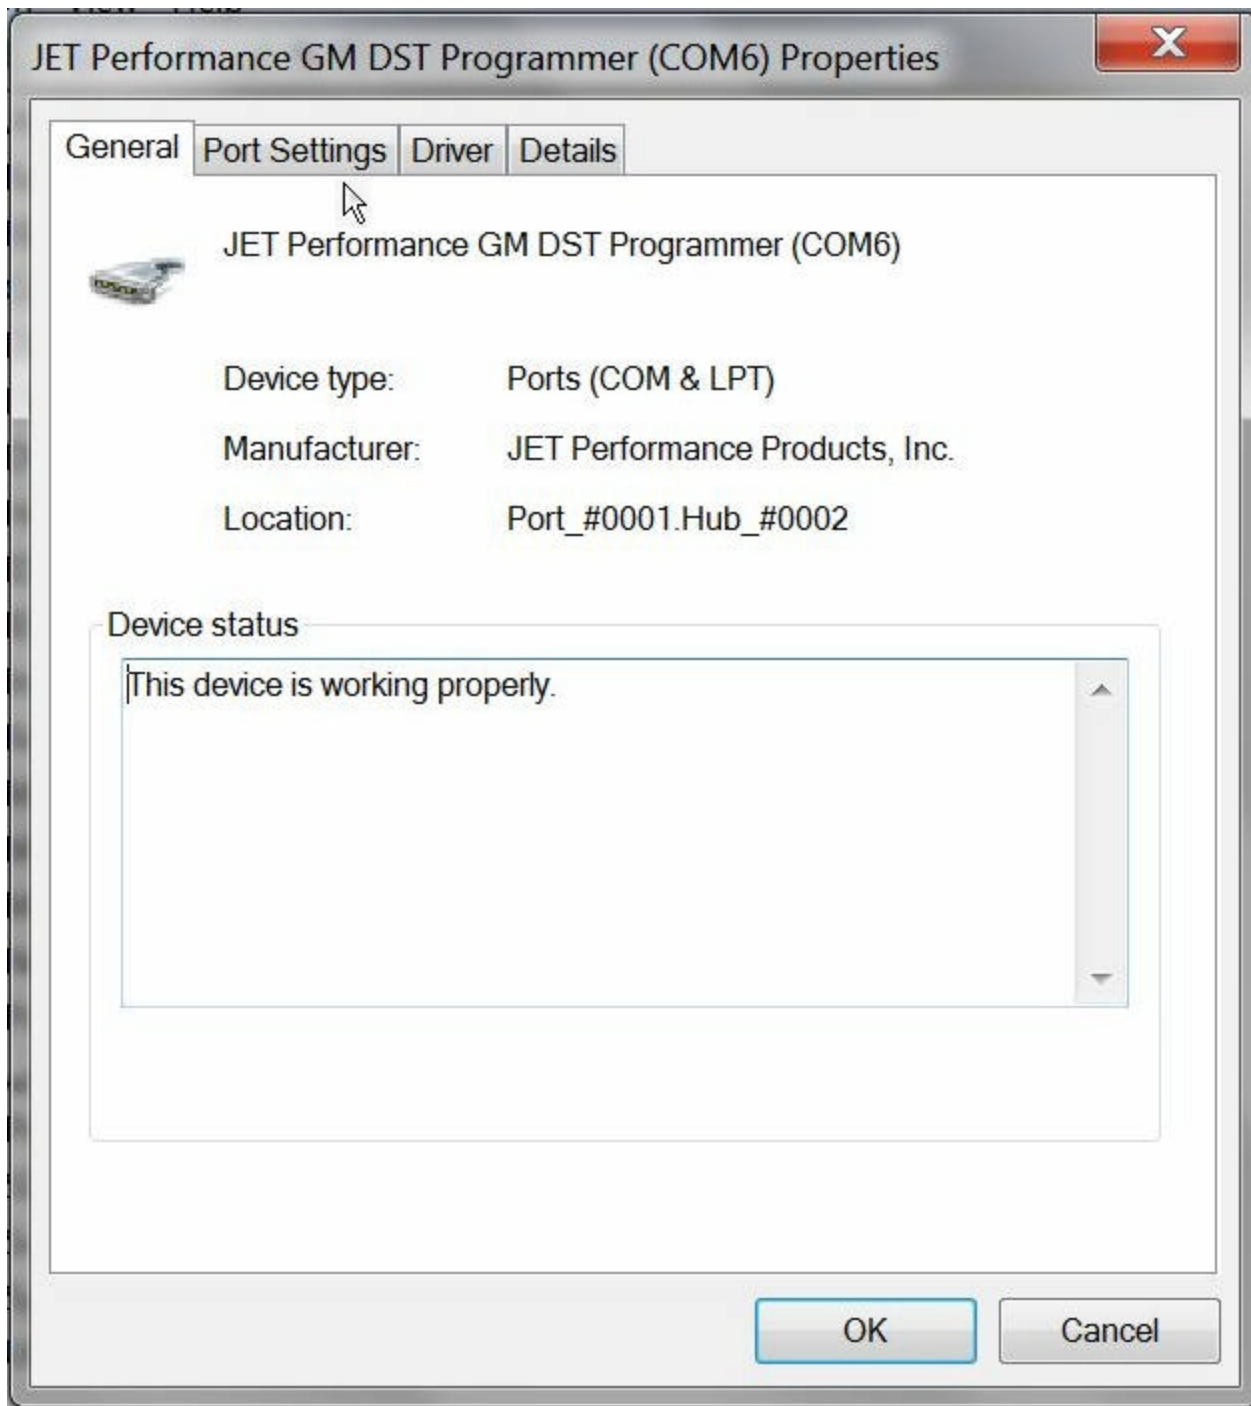 View Help
JET Performance GM DST Programmer (COM6) Properties
General Port Settings Driver Details
JET Performance GM DST Programmer (COM6)
Device type: Ports (COM & LPT)
Manufacturer: JET Performance Products, Inc.
Location: Port_#0001.Hub_#0002
Device status
This device is working properly.
OK Cancel